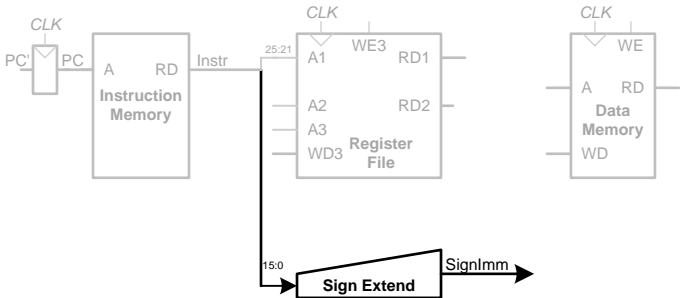 CLK
CLK
CLK
PC'
PC
A
RD
Instruction
Memory
Instr
25:21
WE3
A1
RD1
A2
RD2
A3
WD3
Register
File
WE
A
RD
Data
Memory
WD
15:0
Sign Extend
SignImm